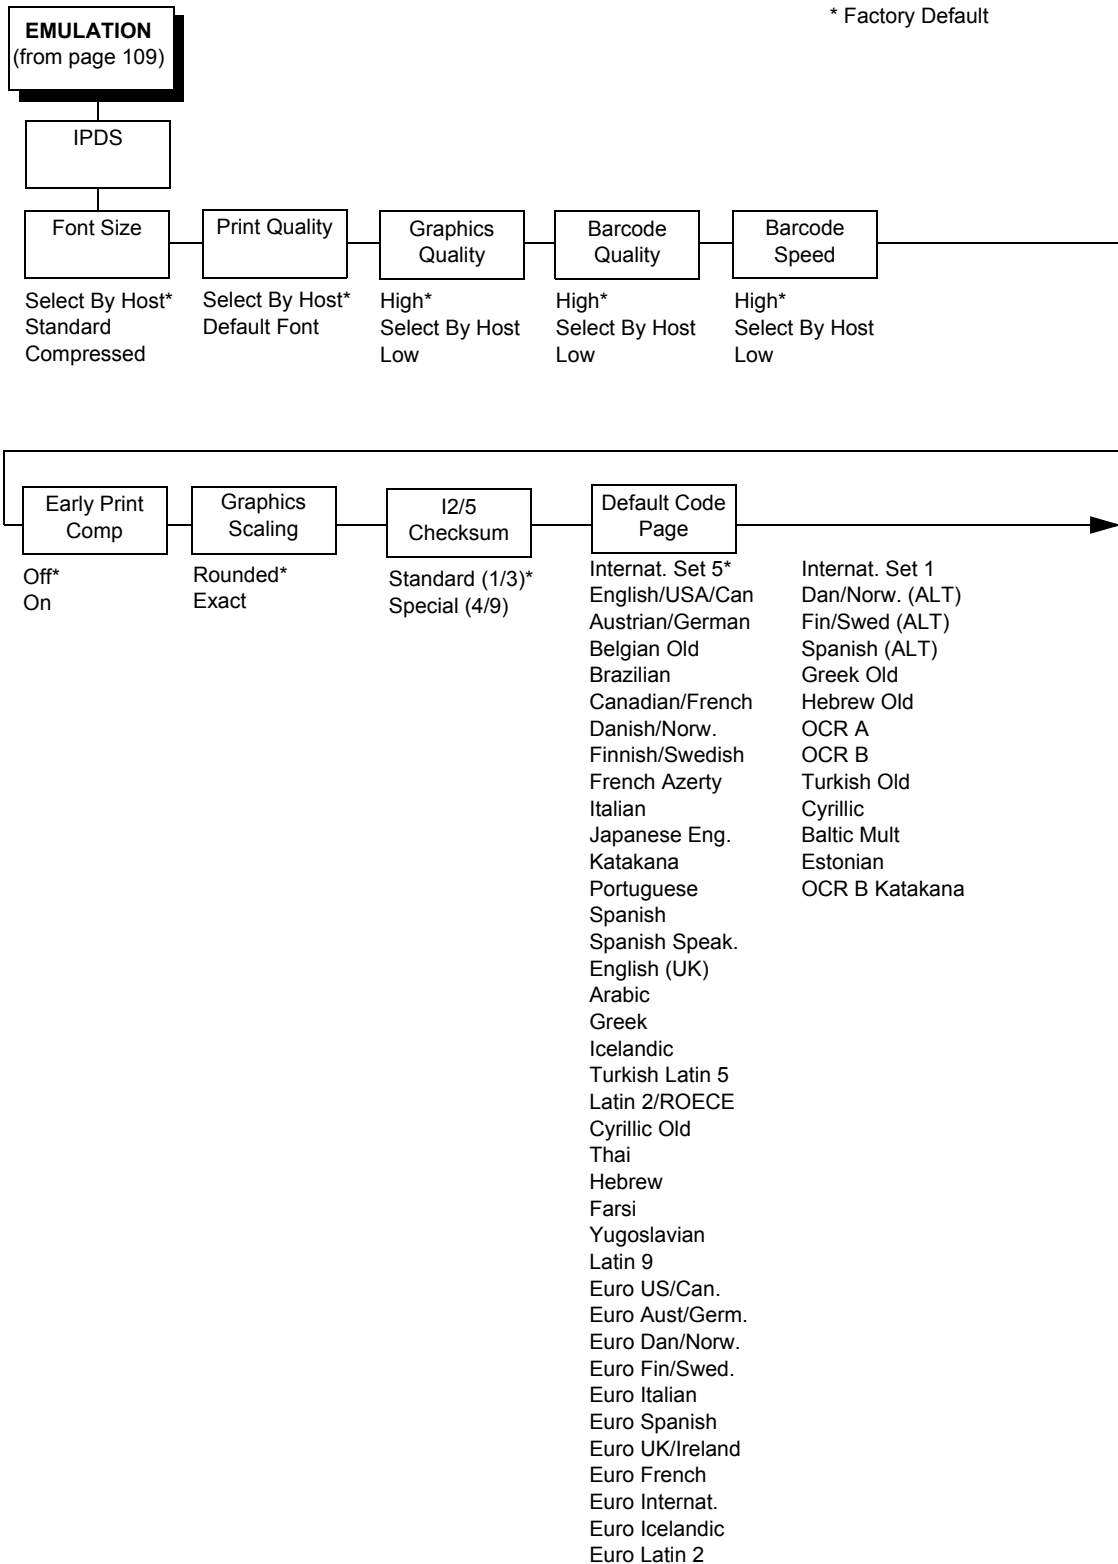 * Factory Default
EMULATION
(from page 109)
IPDS
Font Size
Print Quality
Graphics
Quality
Barcode
Quality
Barcode
Speed
Select By Host*
Standard
Compressed
Select By Host*
Default Font
High*
Select By Host
Low
High*
Select By Host
Low
High*
Select By Host
Low
Early Print
Comp
Graphics
Scaling
I2/5
Checksum
Default Code
Page
Off*
On
Rounded*
Exact
Standard (1/3)*
Special (4/9)
Internat. Set 5*
English/USA/Can
Austrian/German
Belgian Old
Brazilian
Canadian/French
Danish/Norw.
Finnish/Swedish
French Azerty
Italian
Japanese Eng.
Katakana
Portuguese
Spanish
Spanish Speak.
English (UK)
Arabic
Greek
Icelandic
Turkish Latin 5
Latin 2/ROECE
Cyrillic Old
Thai
Hebrew
Farsi
Yugoslavian
Latin 9
Euro US/Can.
Euro Aust/Germ.
Euro Dan/Norw.
Euro Fin/Swed.
Euro Italian
Euro Spanish
Euro UK/Ireland
Euro French
Euro Internat.
Euro Icelandic
Euro Latin 2
Internat. Set 1
Dan/Norw. (ALT)
Fin/Swed (ALT)
Spanish (ALT)
Greek Old
Hebrew Old
OCR A
OCR B
Turkish Old
Cyrillic
Baltic Mult
Estonian
OCR B Katakana